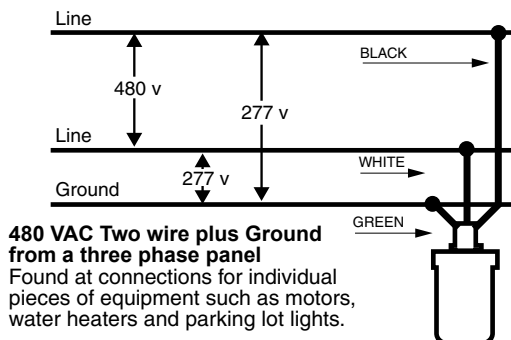 Line
BLACK
480 v
277 v
Line
WHITE
277 v
Ground
GREEN
480 VAC Two wire plus Ground
from a three phase panel
Found at connections for individual
pieces of equipment such as motors,
water heaters and parking lot lights.